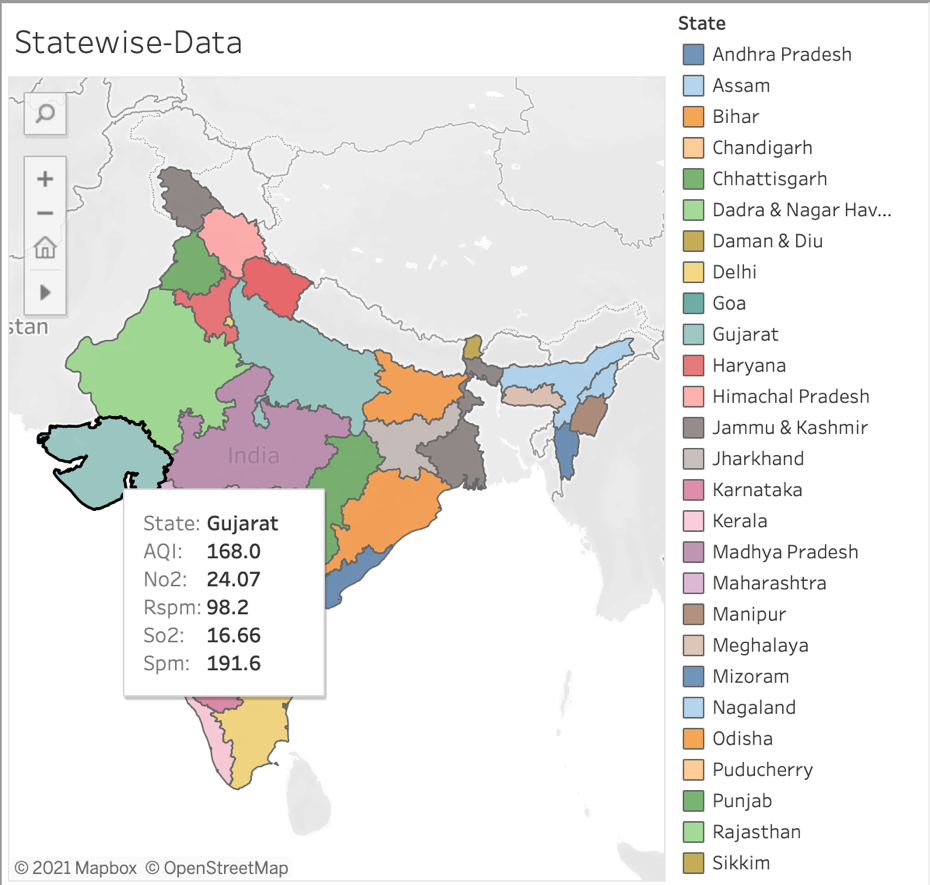 Statewise-Data
stan
India
State: Gujarat
AQI: 168.0
No2: 24.07
Rspm: 98.2
So2: 16.66
Spm: 191.6
© 2021 Mapbox © OpenStreetMap
State
Andhra Pradesh
Assam
Bihar
Chandigarh
Chhattisgarh
Dadra & Nagar Hav...
Daman & Diu
Delhi
Goa
Gujarat
Haryana
Himachal Pradesh
Jammu & Kashmir
Jharkhand
Karnataka
Kerala
Madhya Pradesh
Maharashtra
Manipur
Meghalaya
Mizoram
Nagaland
Odisha
Puducherry
Punjab
Rajasthan
Sikkim